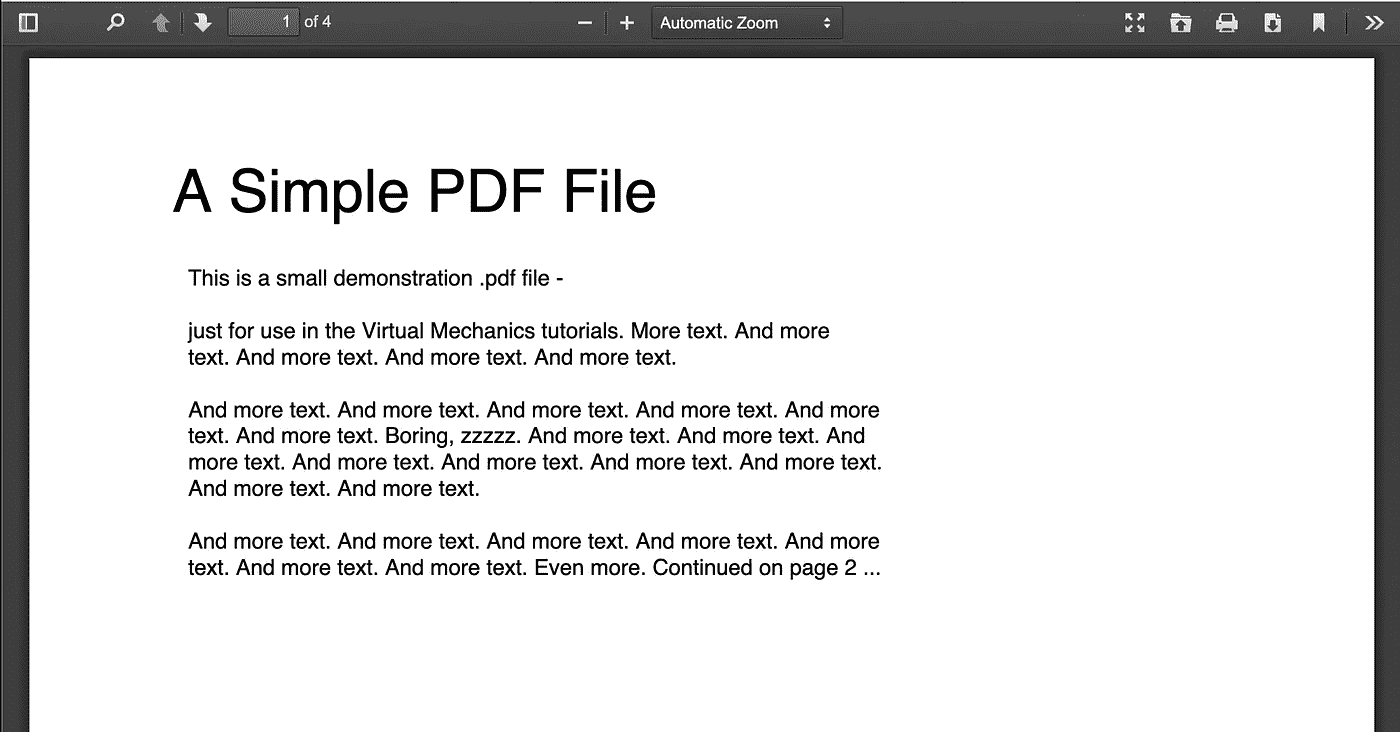 1 of 4
Automatic Zoom
A Simple PDF File
This is a small demonstration .pdf file -
just for use in the Virtual Mechanics tutorials. More text. And more
text. And more text. And more text. And more text.
And more text. And more text. And more text. And more text. And more
text. And more text. Boring, zzzzz. And more text. And more text. And
more text. And more text. And more text. And more text. And more text.
And more text. And more text.
And more text. And more text. And more text. And more text. And more
text. And more text. And more text. Even more. Continued on page 2 ...